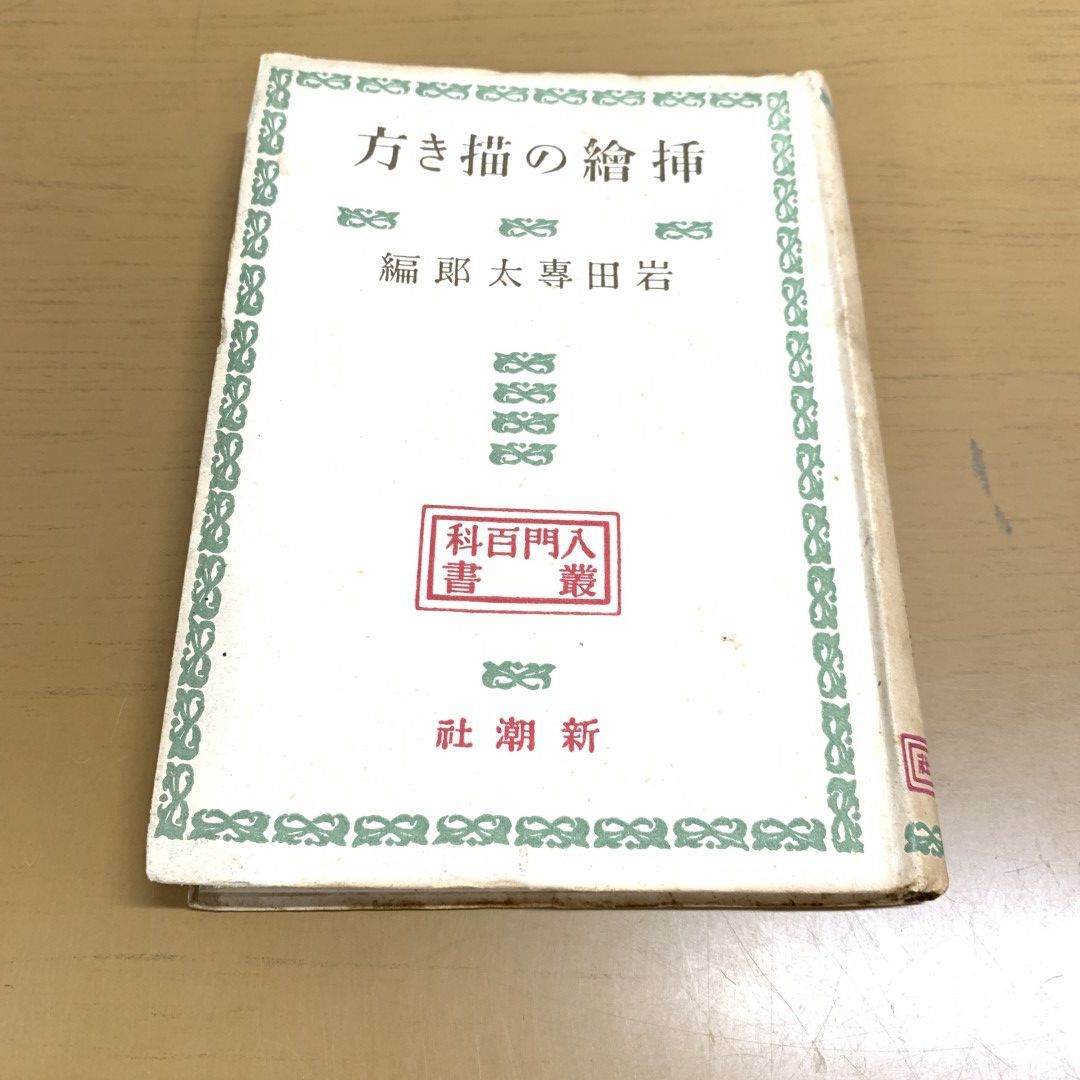 挿繪の描き方
岩田專太郎編
入門百科
叢書
新潮社